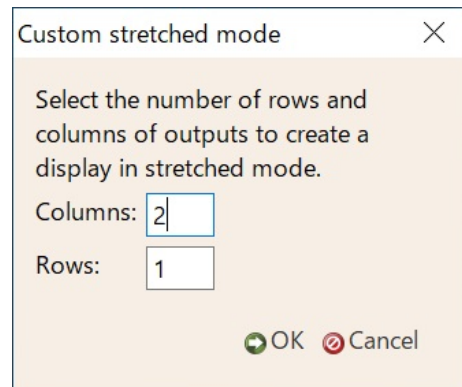 Custom stretched mode
Select the number of rows and
columns of outputs to create a
display in stretched mode.
Columns: 2
Rows: 1
OK Cancel